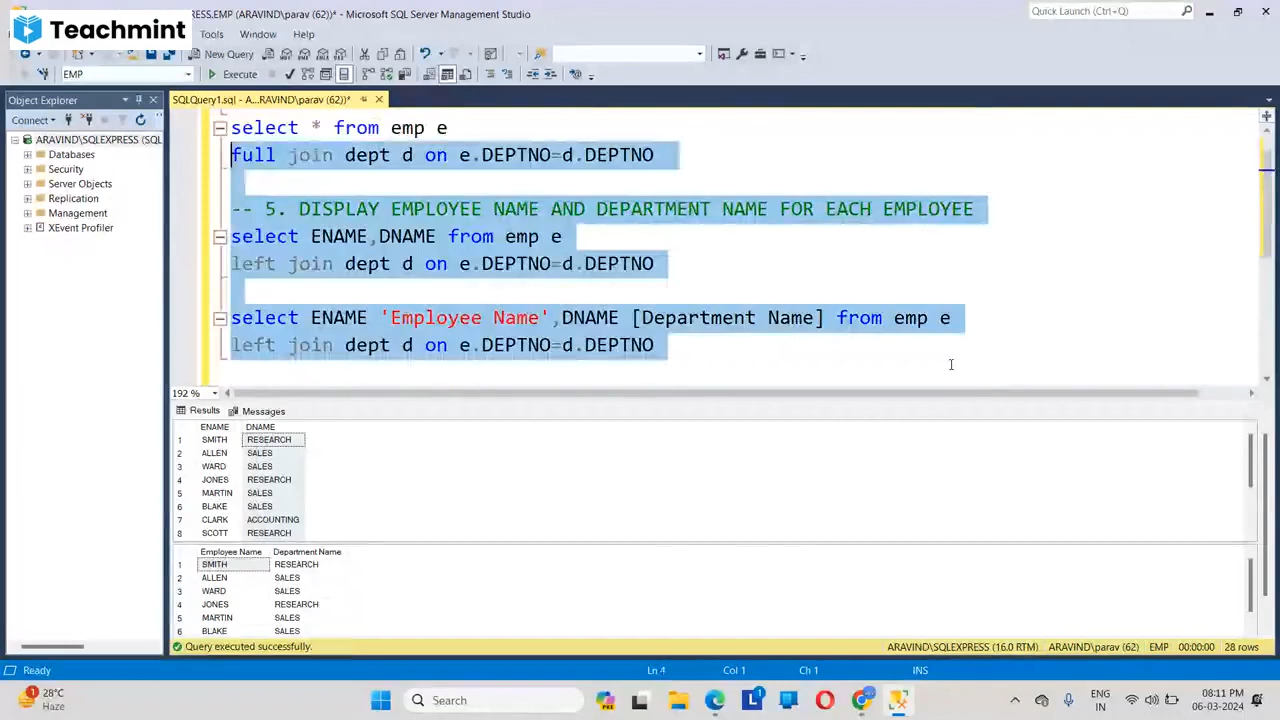 RESS.EMP (ARAVIND\parav (62))* - Microsoft SQL Server Management Studio
Quick Launch (Ctrl+Q)
Teachmint
Tools Window Help
New Query
EMP
Execute
Object Explorer
SQLQuery1.sql - A...RAVIND\parav (62))*
Connect
ARAVIND\SQLEXPRESS (SQL
Databases
Security
Server Objects
Replication
Management
XEvent Profiler
select * from emp e
full join dept d on e.DEPTNO=d.DEPTNO
-- 5. DISPLAY EMPLOYEE NAME AND DEPARTMENT NAME FOR EACH EMPLOYEE
select ENAME,DNAME from emp e
left join dept d on e.DEPTNO=d.DEPTNO
select ENAME 'Employee Name',DNAME [Department Name] from emp e
left join dept d on e.DEPTNO=d.DEPTNO
192 %
Results Messages
ENAME DNAME
1 SMITH RESEARCH
2 ALLEN SALES
3 WARD SALES
4 JONES RESEARCH
5 MARTIN SALES
6 BLAKE SALES
7 CLARK ACCOUNTING
8 SCOTT RESEARCH
Employee Name Department Name
1 SMITH RESEARCH
2 ALLEN SALES
3 WARD SALES
4 JONES RESEARCH
5 MARTIN SALES
6 BLAKE SALES
Query executed successfully.
ARAVIND\SQLEXPRESS (16.0 RTM) ARAVIND\parav (62) EMP 00:00:00 28 rows
Ready
Ln 4 Col 1 Ch 1 INS
1
28°C
Haze
Search
ENG
IN
08:11 PM
06-03-2024